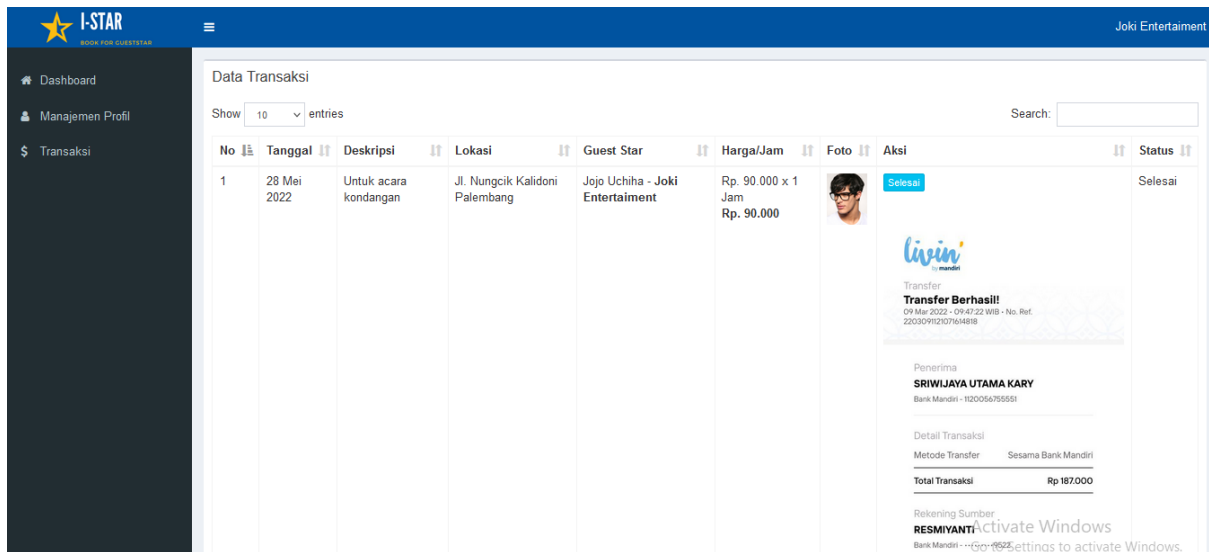 I-STAR
BOOK FOR GUESTSTAR
Joki Entertaiment
Dashboard
Manajemen Profil
$ Transaksi
Data Transaksi
Show 10 entries
Search:
No Tanggal Deskripsi Lokasi Guest Star Harga/Jam Foto Aksi Status
1 28 Mei 2022 Untuk acara kondangan Jl. Nungcik Kalidoni Palembang Jojo Uchiha - Joki Entertaiment Rp. 90.000 x 1 Jam Rp. 90.000 Selesai Selesai
livin'
by mandiri
Transfer
Transfer Berhasil!
09 Mar 2022 - 09:47:22 WIB - No. Ref.
2203091121071614818
Penerima
SRIWIJAYA UTAMA KARY
Bank Mandiri - 1120056755551
Detail Transaksi
Metode Transfer Sesama Bank Mandiri
Total Transaksi Rp 187.000
Rekening Sumber
RESMIYANTI
Bank Mandiri - ---------9522
Activate Windows
Go to Settings to activate Windows.